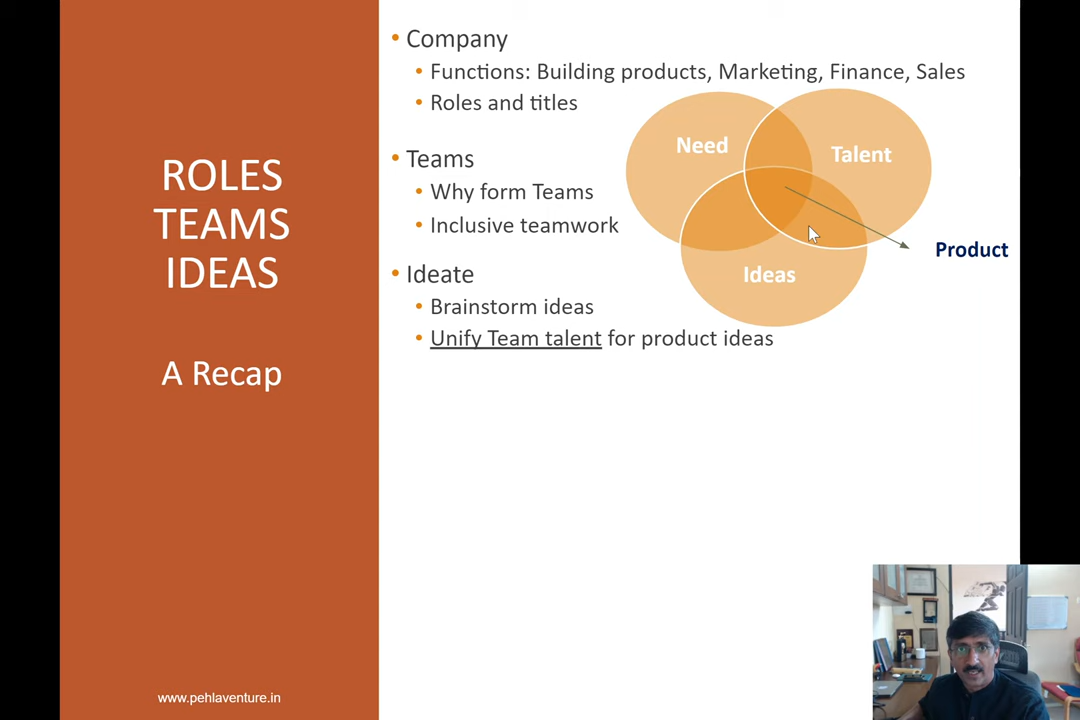 ROLES
TEAMS
IDEAS
A Recap
www.pehlaventure.in
• Company
• Functions: Building products, Marketing, Finance, Sales
• Roles and titles
• Teams
• Why form Teams
• Inclusive teamwork
• Ideate
• Brainstorm ideas
• Unify Team talent for product ideas
Need
Talent
Ideas
Product